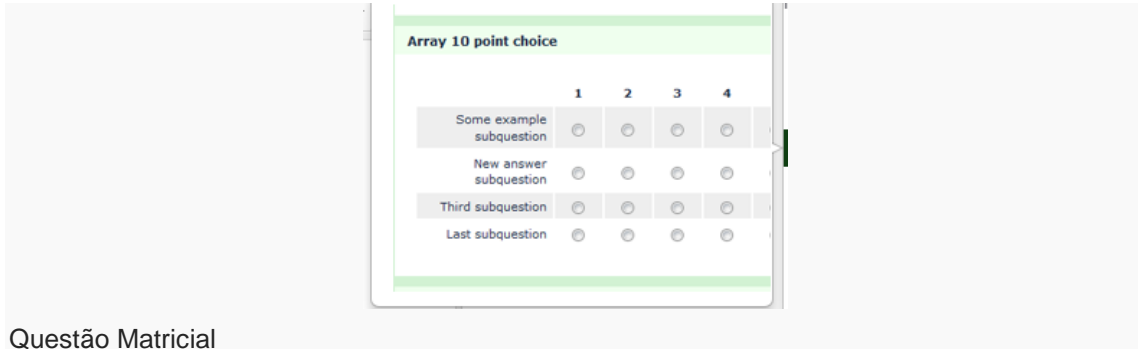 Array 10 point choice
1 2 3 4
Some example
subquestion
New answer
subquestion
Third subquestion
Last subquestion
Questão Matricial